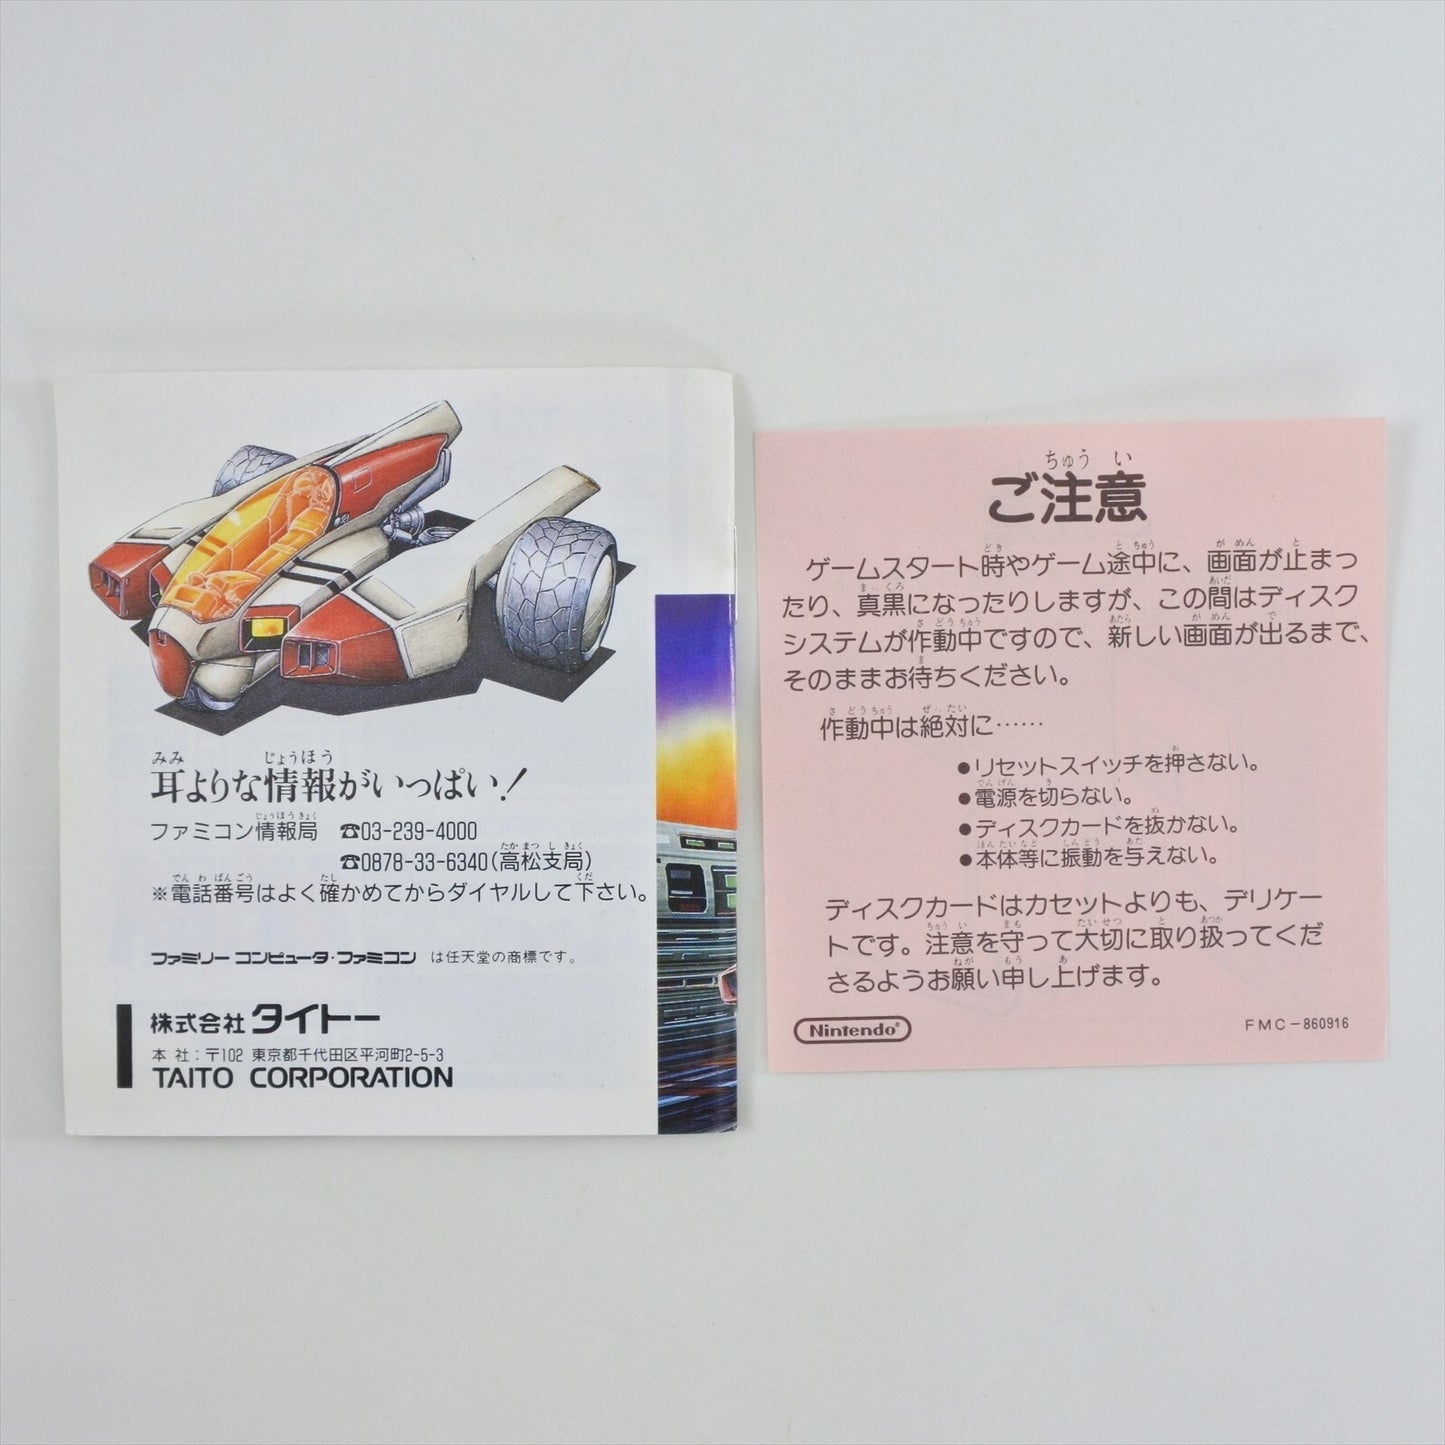 耳よりな情報がいっぱい!
ファミコン情報局 ☎03-239-4000
☎0878-33-6340(高松支局)
※電話番号はよく確かめてからダイヤルして下さい。
ファミリーコンピュータ・ファミコン は任天堂の商標です。
株式会社 タイトー
本社:〒102 東京都千代田区平河町2-5-3
TAITO CORPORATION
ご注意
ゲームスタート時やゲーム途中に、画面が止まっ
たり、真黒になったりしますが、この間はディスク
システムが作動中ですので、新しい画面が出るまで、
そのままお待ちください。
作動中は絶対に……
●リセットスイッチを押さない。
●電源を切らない。
●ディスクカードを抜かない。
●本体等に振動を与えない。
ディスクカードはカセットよりも、デリケー
トです。注意を守って大切に取り扱ってくだ
さるようお願い申し上げます。
Nintendo®
FMC-860916